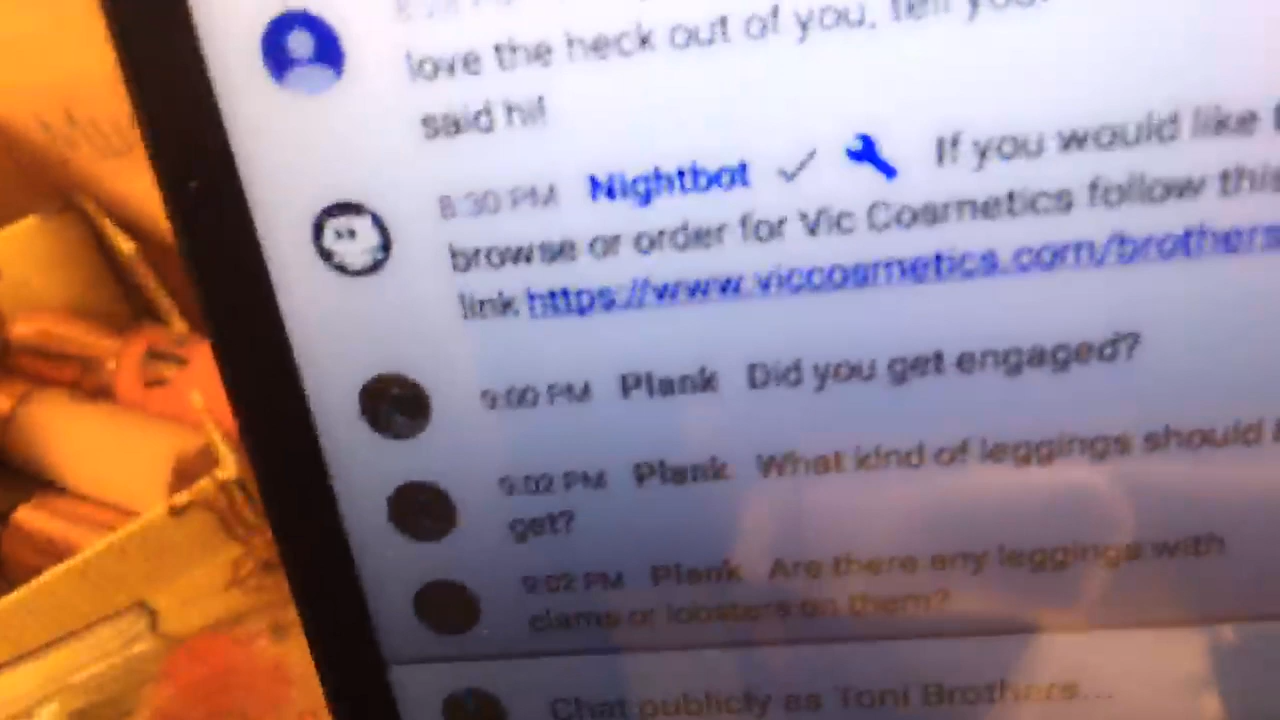 love the heck out of you, tell you
said hi!
8:30 PM Nightbot If you would like
browse or order for Vic Cosmetics follow this
link https://www.viccosmetics.com/brothers
9:00 PM Plank Did you get engaged?
9:02 PM Plank What kind of leggings should
get?
9:02 PM Plank Are there any leggings with
clams or lobsters on them?
Chat publicly as Toni Brothers...